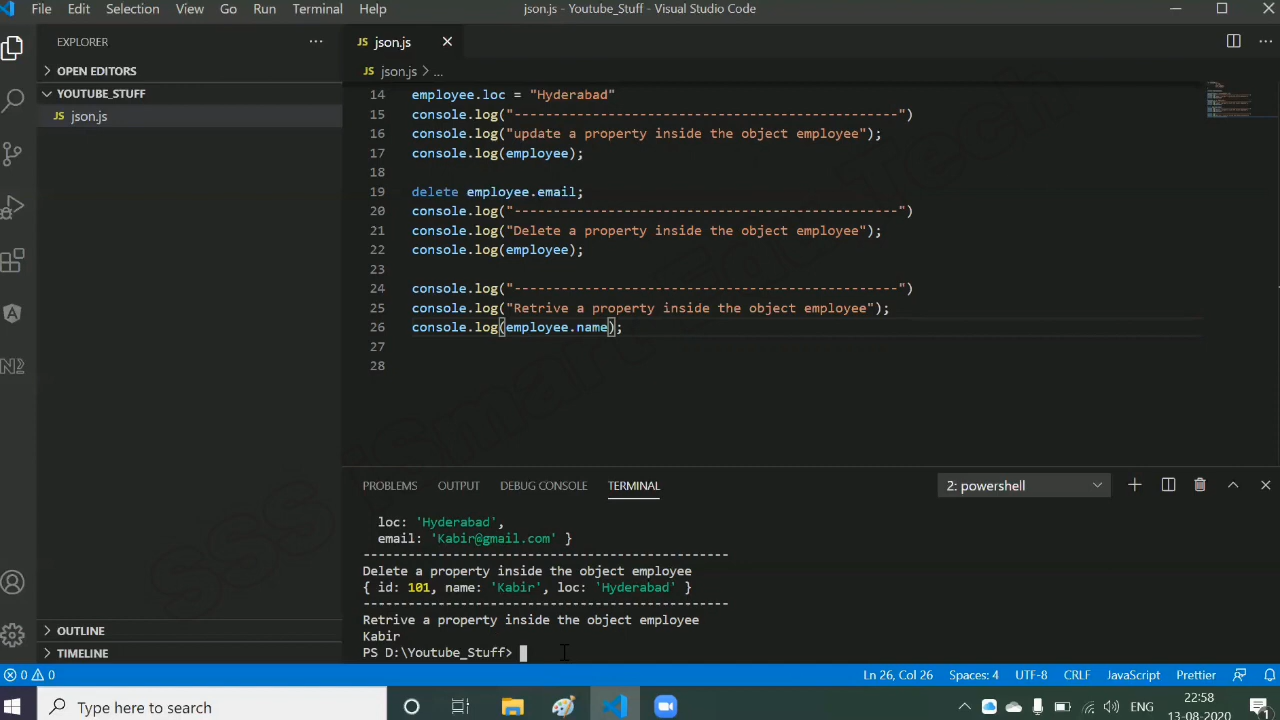 File Edit Selection View Go Run Terminal Help json.js - Youtube_Stuff - Visual Studio Code
EXPLORER
JS json.js
OPEN EDITORS
JS json.js > ...
YOUTUBE_STUFF
JS json.js
14 employee.loc = "Hyderabad"
15 console.log("-------------------------------------------------")
16 console.log("update a property inside the object employee");
17 console.log(employee);
18
19 delete employee.email;
20 console.log("-------------------------------------------------")
21 console.log("Delete a property inside the object employee");
22 console.log(employee);
23
24 console.log("-------------------------------------------------")
25 console.log("Retrive a property inside the object employee");
26 console.log(employee.name);
27
28
PROBLEMS OUTPUT DEBUG CONSOLE TERMINAL 2: powershell
loc: 'Hyderabad',
email: 'Kabir@gmail.com' }
-------------------------------------------------
Delete a property inside the object employee
{ id: 101, name: 'Kabir', loc: 'Hyderabad' }
-------------------------------------------------
Retrive a property inside the object employee
Kabir
PS D:\Youtube_Stuff>
OUTLINE
TIMELINE
0 0 Ln 26, Col 26 Spaces: 4 UTF-8 CRLF JavaScript Prettier
Type here to search
ENG
22:58
13-08-2020